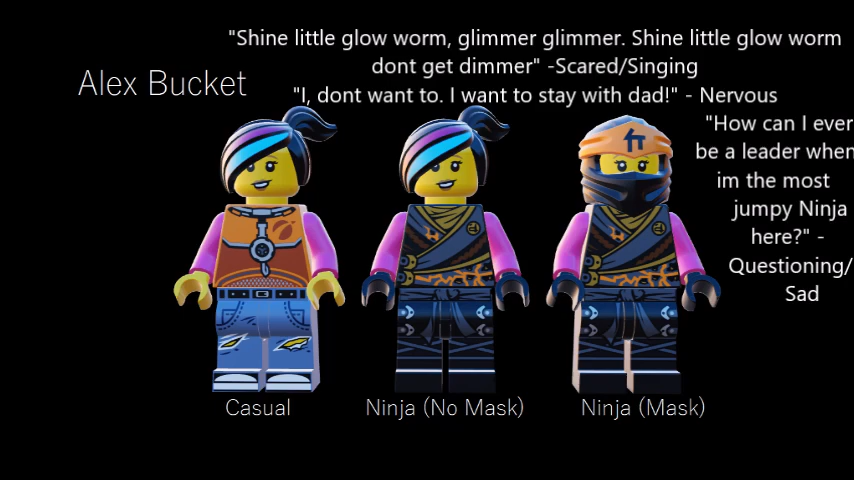 "Shine little glow worm, glimmer glimmer. Shine little glow worm
dont get dimmer" -Scared/Singing
Alex Bucket
"I, dont want to. I want to stay with dad!" - Nervous
"How can I ever
be a leader when
im the most
jumpy Ninja
here?" -
Questioning/
Sad
Casual
Ninja (No Mask)
Ninja (Mask)